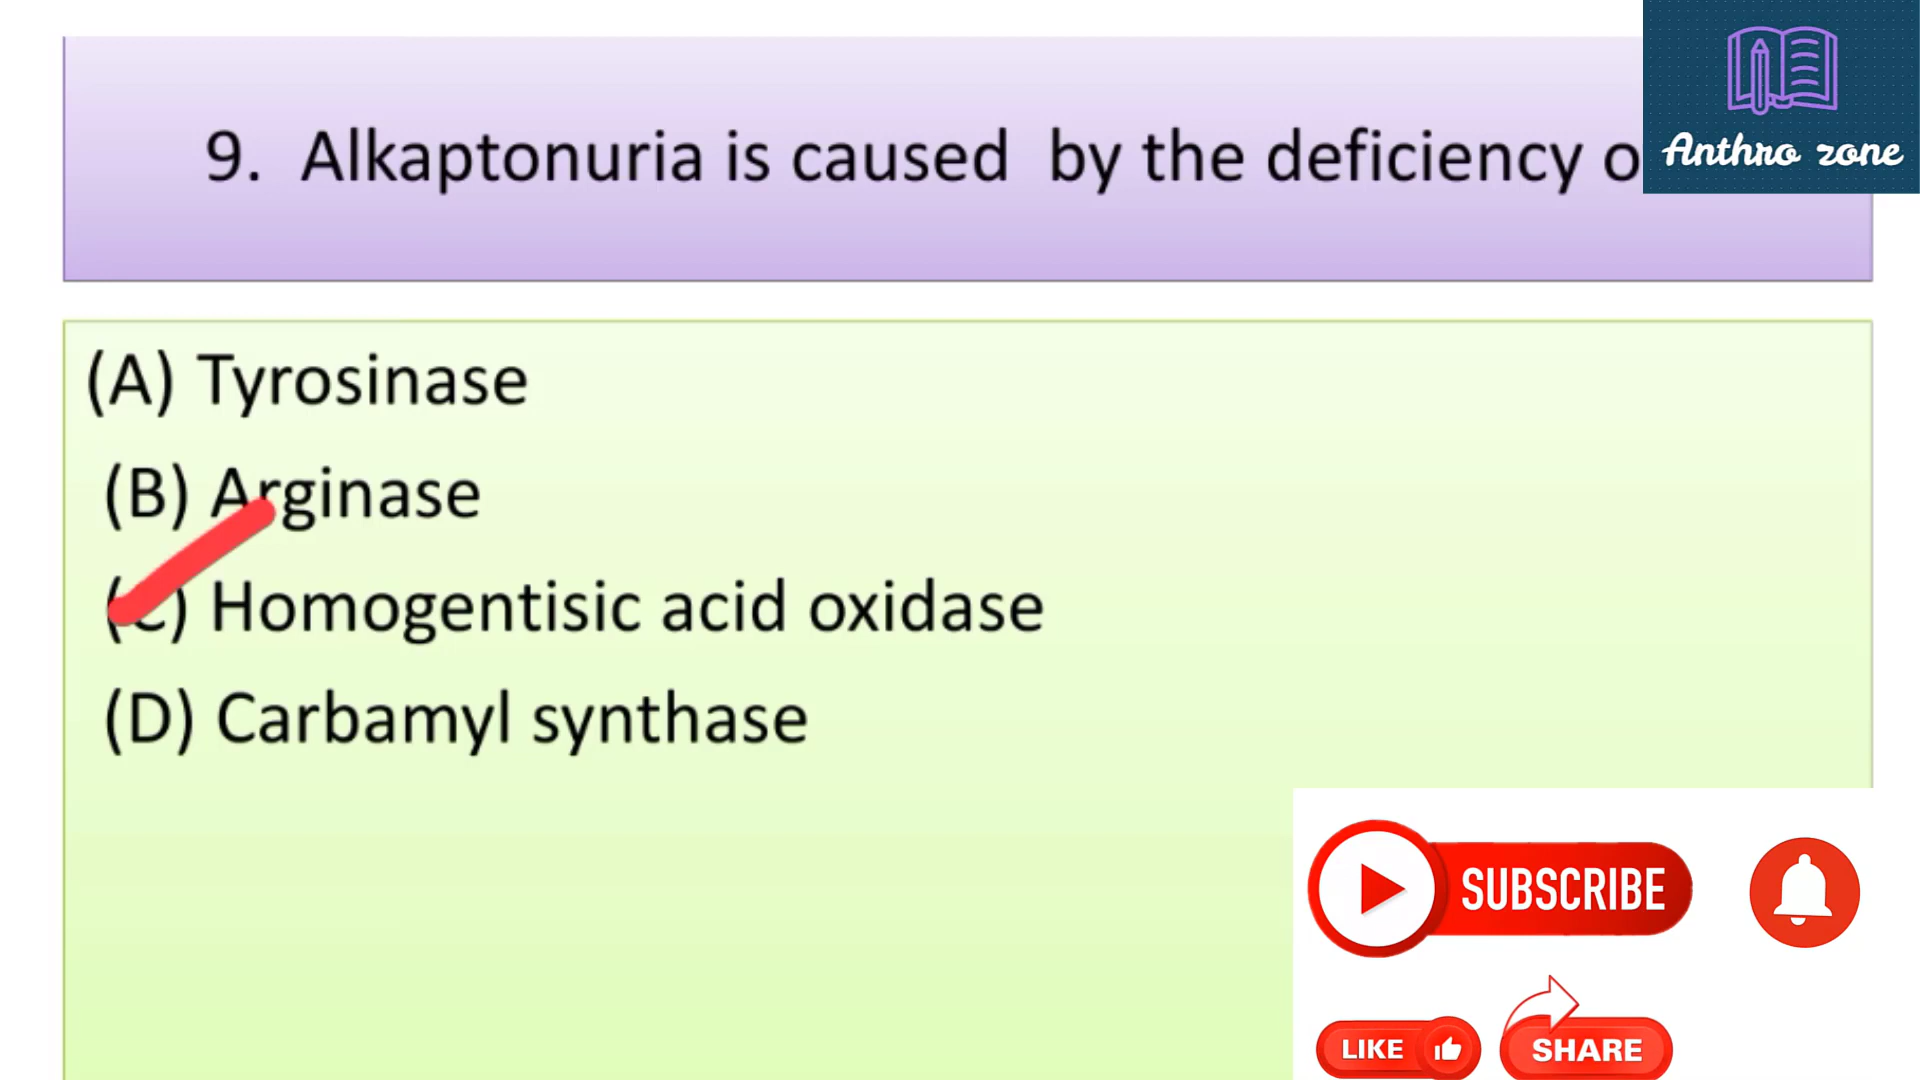 9. Alkaptonuria is caused by the deficiency o
Anthro zone
(A) Tyrosinase
(B) Arginase
(C) Homogentisic acid oxidase
(D) Carbamyl synthase
SUBSCRIBE
LIKE
SHARE